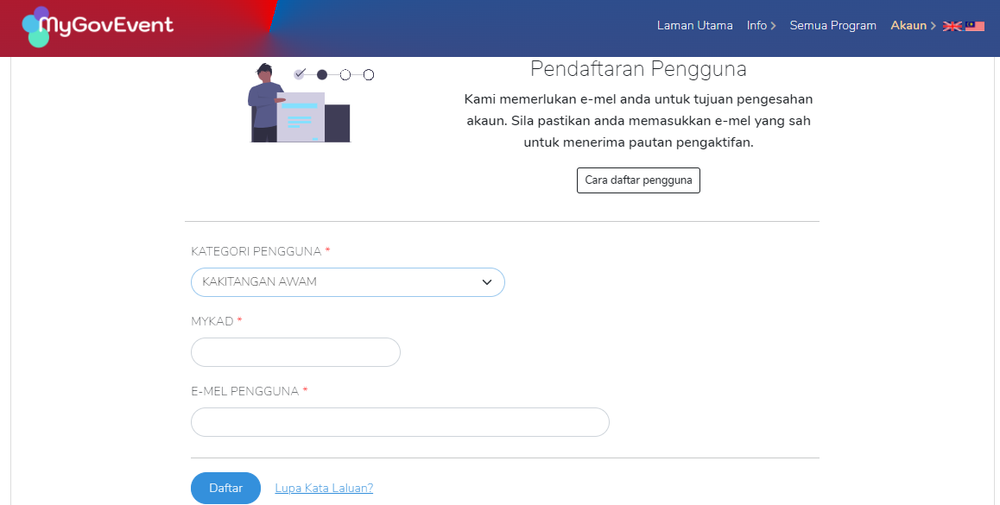 MyGovEvent
Laman Utama
Info
Semua Program
Akaun
Pendaftaran Pengguna
Kami memerlukan e-mel anda untuk tujuan pengesahan
akaun. Sila pastikan anda memasukkan e-mel yang sah
untuk menerima pautan pengaktifan.
Cara daftar pengguna
KATEGORI PENGGUNA *
KAKITANGAN AWAM
MYKAD *
E-MEL PENGGUNA *
Daftar
Lupa Kata Laluan?